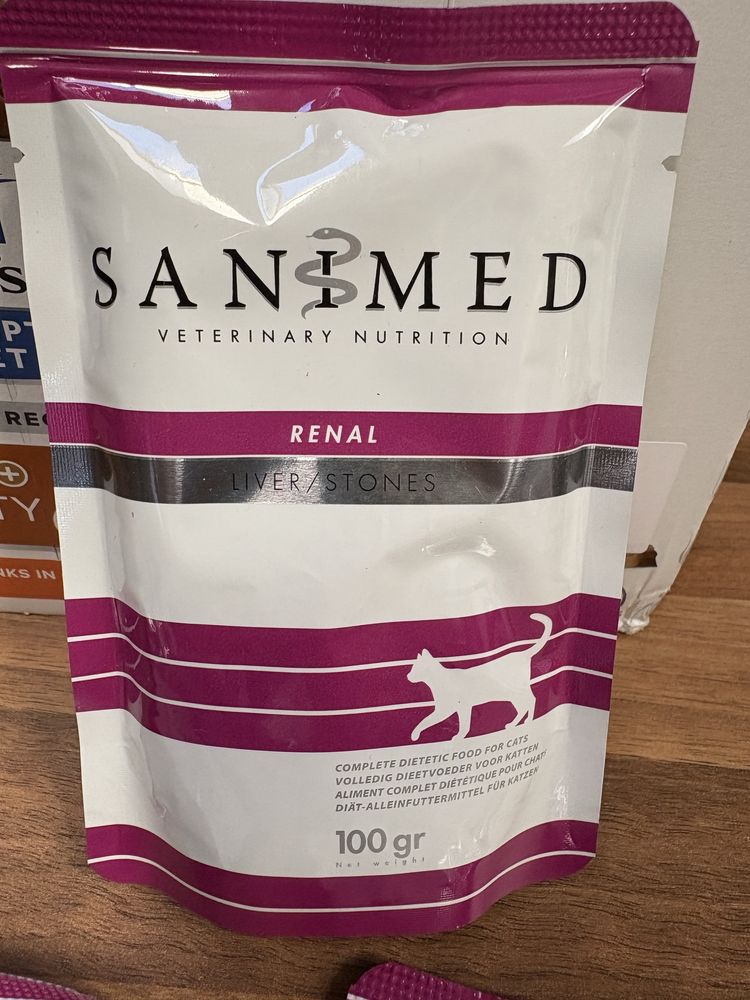 SANIMED
VETERINARY NUTRITION
RENAL
LIVER/STONES
COMPLETE DIETETIC FOOD FOR CATS
VOLLEDIG DIEETVOEDER VOOR KATTEN
ALIMENT COMPLET DIÉTÉTIQUE POUR CHATS
DIÄT-ALLEINFUTTERMITTEL FÜR KATZEN
100 gr
Net weight